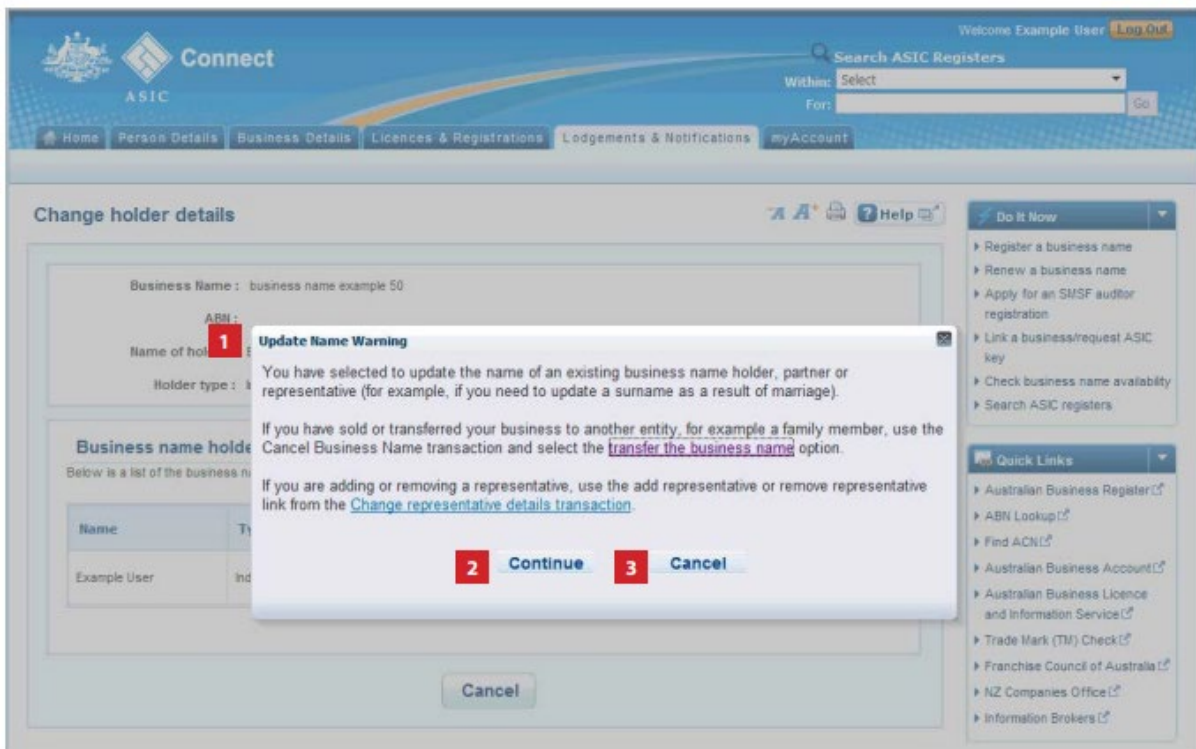 Welcome Example User Log Out
Connect
ASIC
Search ASIC Registers
Within: Select
For: Go
Home Person Details Business Details Licences & Registrations Lodgements & Notifications myAccount
Change holder details
A A+ Help
Business Name : business name example 50
ABN :
Name of hol
Holder type :
1
Update Name Warning
You have selected to update the name of an existing business name holder, partner or
representative (for example, if you need to update a surname as a result of marriage).
If you have sold or transferred your business to another entity, for example a family member, use the
Cancel Business Name transaction and select the transfer the business name option.
If you are adding or removing a representative, use the add representative or remove representative
link from the Change representative details transaction.
2 Continue 3 Cancel
Business name holde
Below is a list of the business n
Name Ty
Example User Ind
Cancel
Do It Now
Register a business name
Renew a business name
Apply for an SMSF auditor
registration
Link a business/request ASIC
key
Check business name availability
Search ASIC registers
Quick Links
Australian Business Register
ABN Lookup
Find ACN
Australian Business Account
Australian Business Licence
and Information Service
Trade Mark (TM) Check
Franchise Council of Australia
NZ Companies Office
Information Brokers